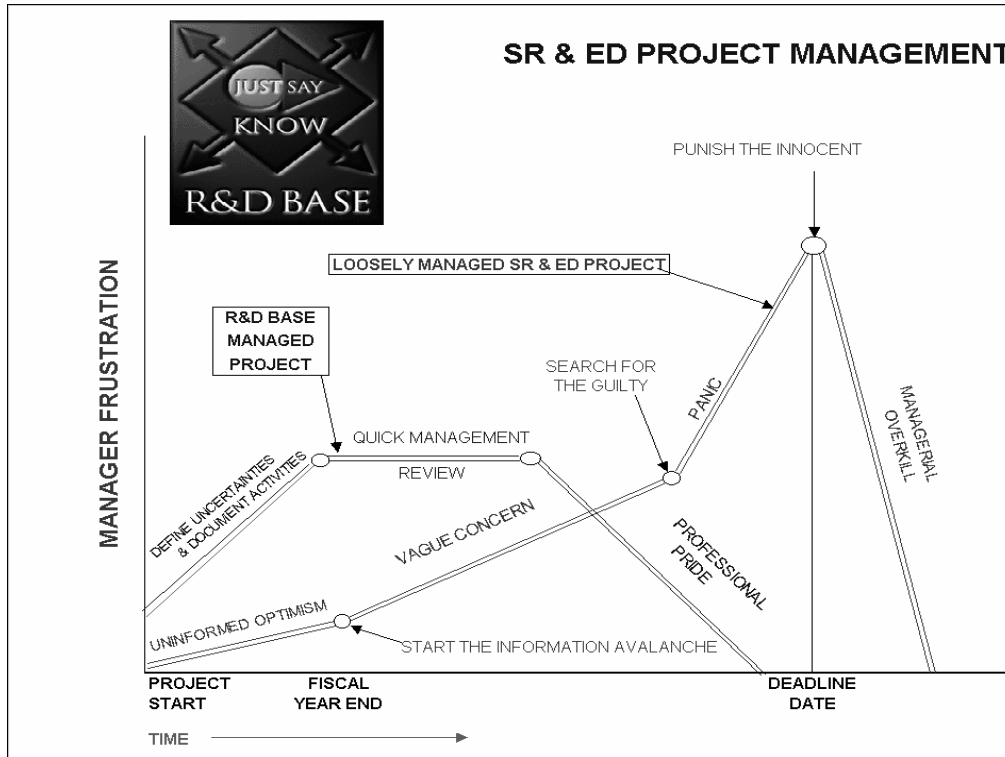 SR & ED PROJECT MANAGEMENT
JUST SAY
KNOW
R&D BASE
PUNISH THE INNOCENT
LOOSELY MANAGED SR & ED PROJECT
R&D BASE
MANAGED
PROJECT
SEARCH FOR
THE GUILTY
PANIC
MANAGERIAL
OVERKILL
MANAGER FRUSTRATION
QUICK MANAGEMENT
REVIEW
DEFINE UNCERTAINTIES
& DOCUMENT ACTIVITIES
VAGUE CONCERN
PROFESSIONAL
PRIDE
UNINFORMED OPTIMISM
START THE INFORMATION AVALANCHE
PROJECT
START
FISCAL
YEAR END
DEADLINE
DATE
TIME